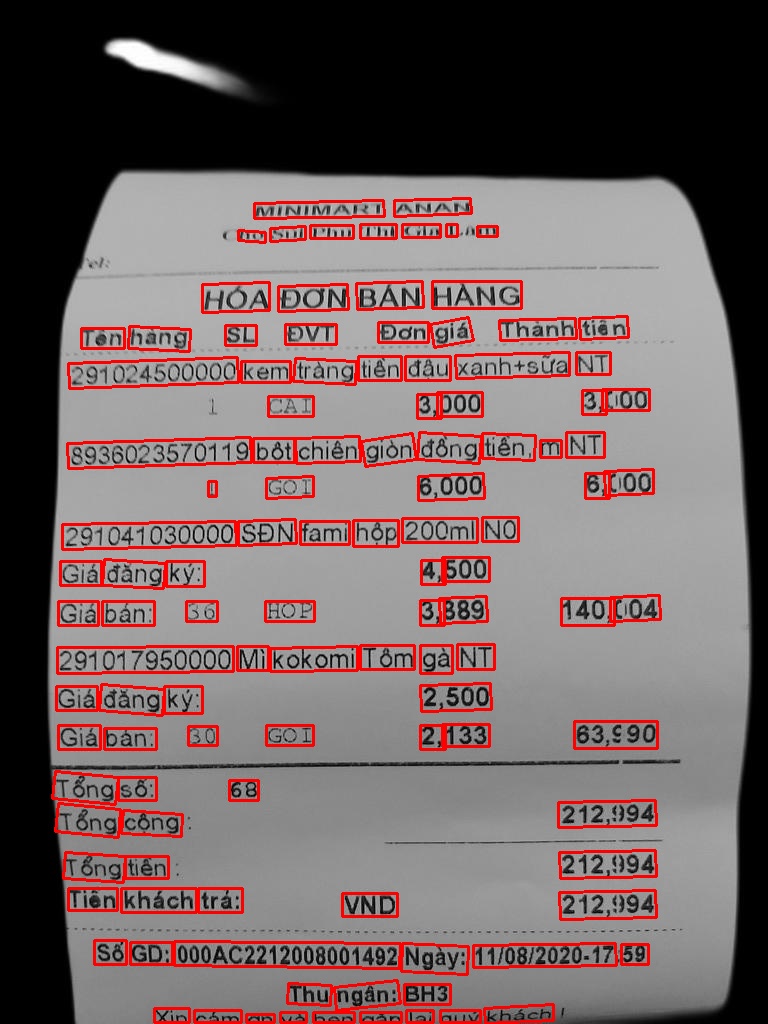 MINIMART ANAN
Chợ Sủi Phú Thị Gia Lâm
Tel:
HÓA ĐƠN BÁN HÀNG
Tên hàng SL ĐVT Đơn giá Thành tiền
291024500000 kem tràng tiền đậu xanh+sữa NT
1 CAI 3,000 3,000
8936023570119 bột chiên giòn đồng tiền, m NT
1 GOI 6,000 6,000
291041030000 SĐN fami hộp 200ml N0
Giá đăng ký: 4,500
Giá bán: 36 HOP 3,889 140,004
291017950000 Mì kokomi Tôm gà NT
Giá đăng ký: 2,500
Giá bán: 30 GOI 2,133 63,990
Tổng số: 68
Tổng cộng : 212,994
Tổng tiền : 212,994
Tiền khách trả: VND 212,994
Số GD: 000AC2212008001492 Ngày: 11/08/2020-17:59
Thu ngân: BH3
Xin cám ơn và hẹn gặp lại quý khách !